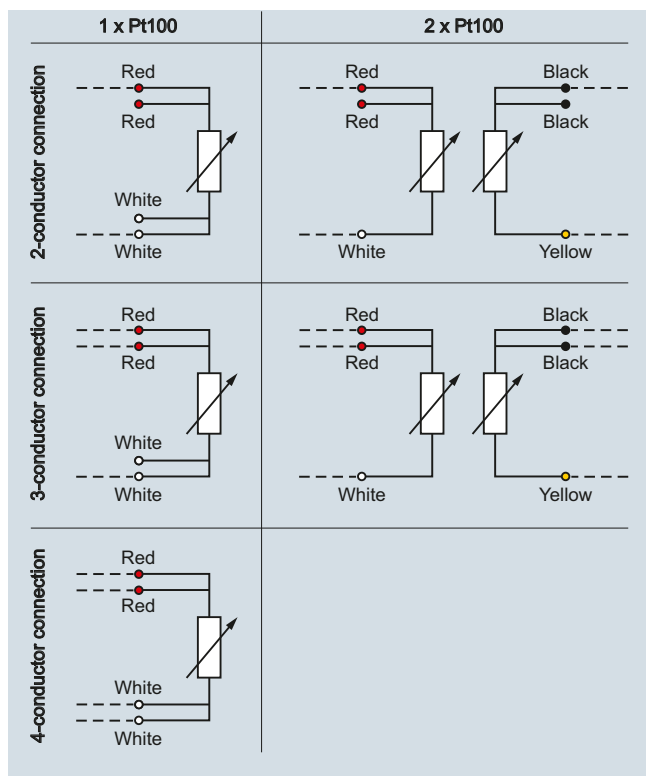 1 x Pt100
2 x Pt100
2-conductor connection
Red
Red
White
White
Red
Red
White
Black
Black
Yellow
3-conductor connection
Red
Red
White
White
Red
Red
White
Black
Black
Yellow
4-conductor connection
Red
Red
White
White